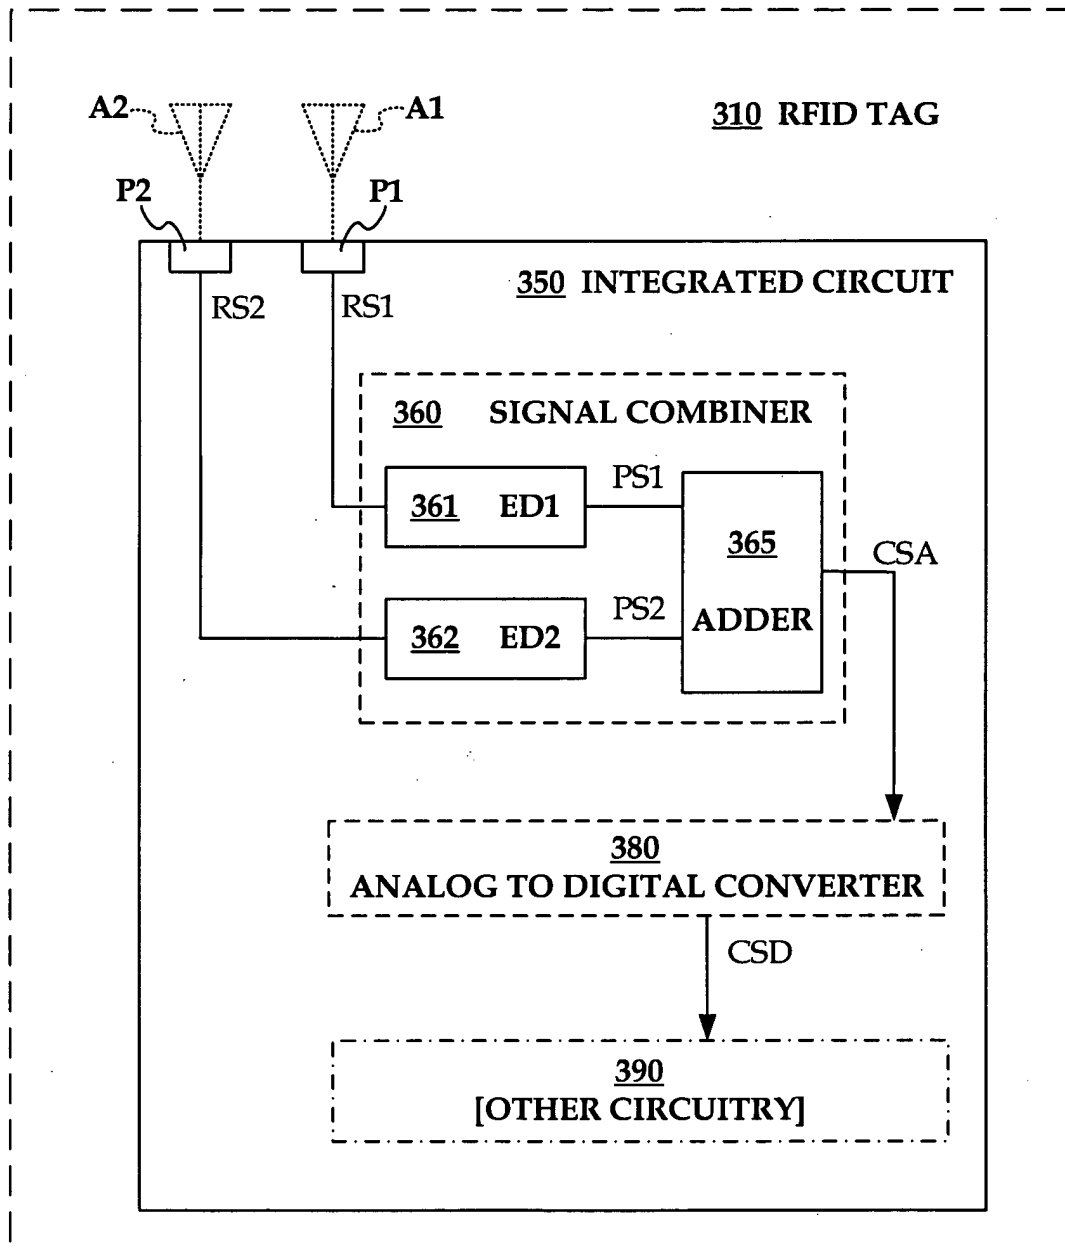 A2
A1
310 RFID TAG
P2
P1
350 INTEGRATED CIRCUIT
RS2
RS1
360 SIGNAL COMBINER
361 ED1
PS1
365
ADDER
CSA
362 ED2
PS2
380
ANALOG TO DIGITAL CONVERTER
CSD
390
[OTHER CIRCUITRY]